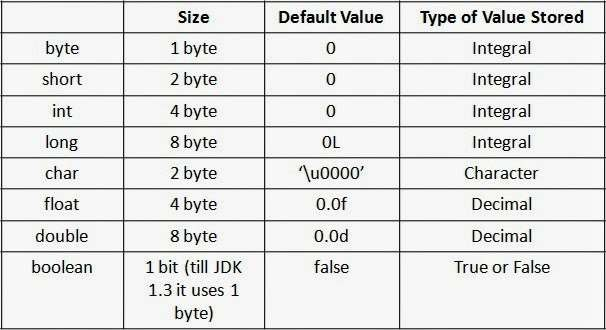 Size Default Value Type of Value Stored
byte 1 byte 0 Integral
short 2 byte 0 Integral
int 4 byte 0 Integral
long 8 byte 0L Integral
char 2 byte ‘\u0000’ Character
float 4 byte 0.0f Decimal
double 8 byte 0.0d Decimal
boolean 1 bit (till JDK false True or False
1.3 it uses 1
byte)